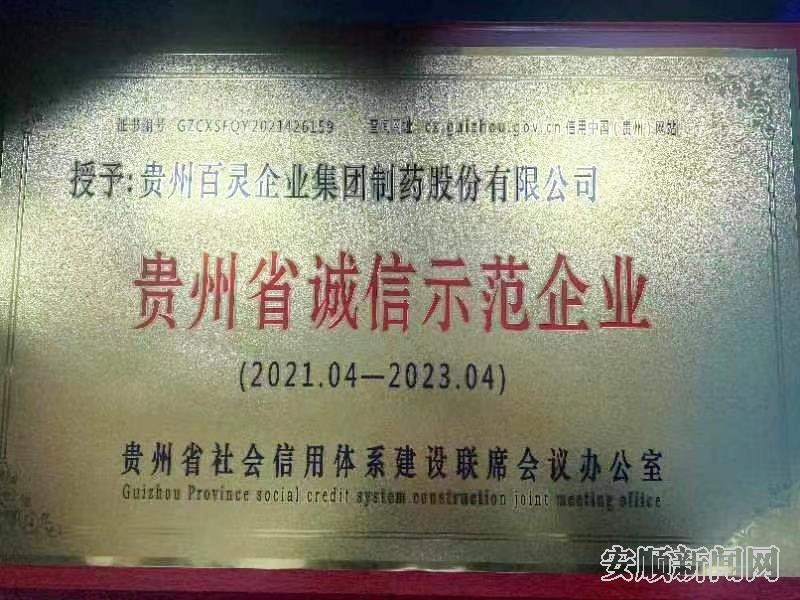 证书编号 GZCXSFQY2021426159 查询网址 cx.guizhou.gov.cn 信用中国(贵州)网站
授予:贵州百灵企业集团制药股份有限公司
贵州省诚信示范企业
(2021.04—2023.04)
贵州省社会信用体系建设联席会议办公室
Guizhou Province social credit system construction joint meeting office
安顺新闻网